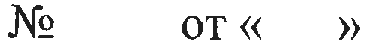 № от « »